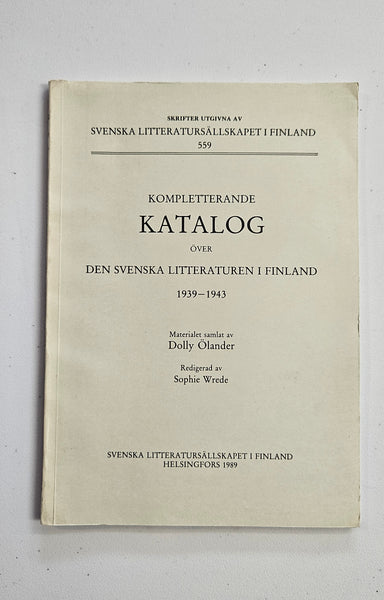 SKRIFTER UTGIVNA AV
SVENSKA LITTERATURSÄLLSKAPET I FINLAND
559
KOMPLETTERANDE
KATALOG
ÖVER
DEN SVENSKA LITTERATUREN I FINLAND
1939–1943
Materialet samlat av
Dolly Ölander
Redigerad av
Sophie Wrede
SVENSKA LITTERATURSÄLLSKAPET I FINLAND
HELSINGFORS 1989